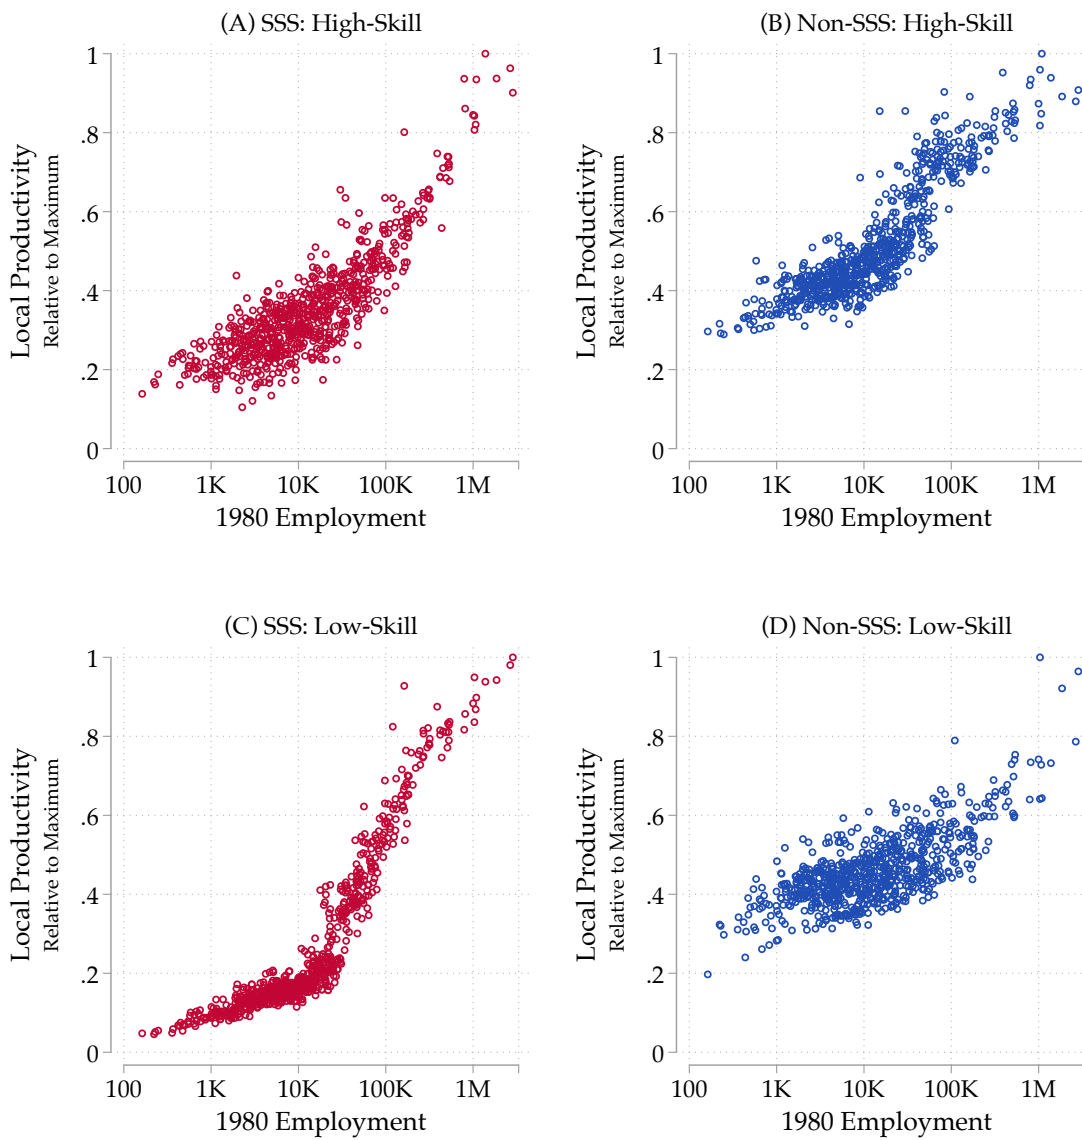 (A) SSS: High-Skill
Local Productivity
Relative to Maximum
1
.8
.6
.4
.2
0
100 1K 10K 100K 1M
1980 Employment
(B) Non-SSS: High-Skill
Local Productivity
Relative to Maximum
1
.8
.6
.4
.2
0
100 1K 10K 100K 1M
1980 Employment
(C) SSS: Low-Skill
Local Productivity
Relative to Maximum
1
.8
.6
.4
.2
0
100 1K 10K 100K 1M
1980 Employment
(D) Non-SSS: Low-Skill
Local Productivity
Relative to Maximum
1
.8
.6
.4
.2
0
100 1K 10K 100K 1M
1980 Employment